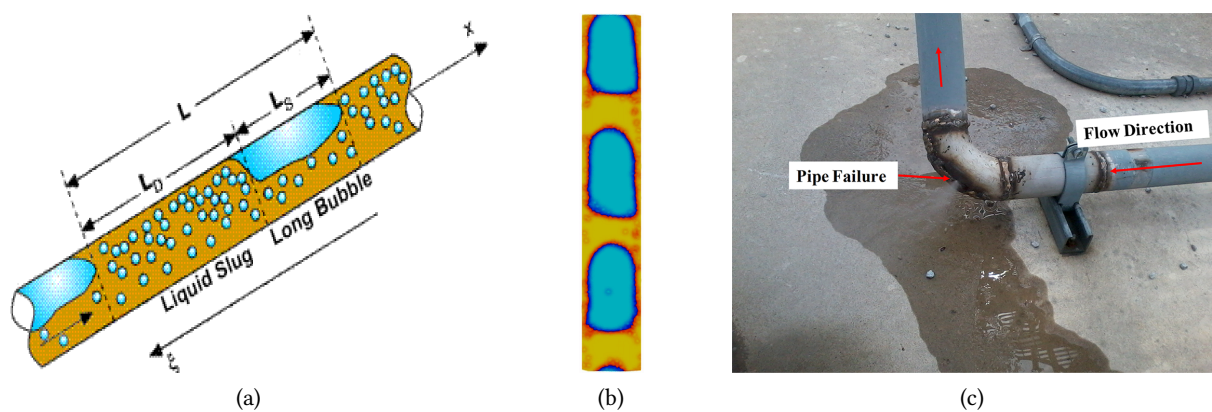 x
L
L_S
L_D
Long Bubble
Liquid Slug
ξ
Flow Direction
Pipe Failure
(a)
(b)
(c)